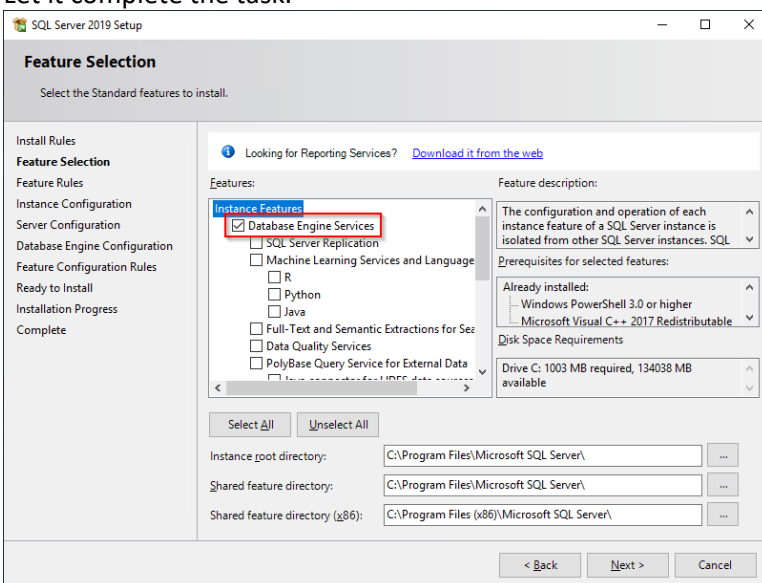 Let it complete the task.
SQL Server 2019 Setup
Feature Selection
Select the Standard features to install.
Install Rules
Feature Selection
Feature Rules
Instance Configuration
Server Configuration
Database Engine Configuration
Feature Configuration Rules
Ready to Install
Installation Progress
Complete
Looking for Reporting Services? Download it from the web
Features:
Instance Features
Database Engine Services
SQL Server Replication
Machine Learning Services and Language
R
Python
Java
Full-Text and Semantic Extractions for Sea
Data Quality Services
PolyBase Query Service for External Data
Java connector for HDFS data sources
Feature description:
The configuration and operation of each
instance feature of a SQL Server instance is
isolated from other SQL Server instances. SQL
Prerequisites for selected features:
Already installed:
Windows PowerShell 3.0 or higher
Microsoft Visual C++ 2017 Redistributable
Disk Space Requirements
Drive C: 1003 MB required, 134038 MB
available
Select All
Unselect All
Instance root directory:
C:\Program Files\Microsoft SQL Server\
...
Shared feature directory:
C:\Program Files\Microsoft SQL Server\
...
Shared feature directory (x86):
C:\Program Files (x86)\Microsoft SQL Server\
...
< Back
Next >
Cancel